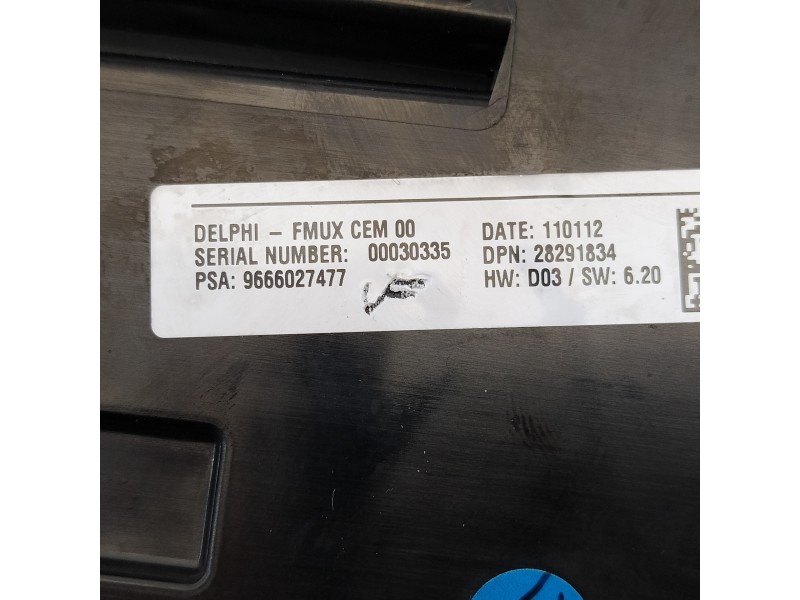 DELPHI – FMUX CEM 00 DATE: 110112
SERIAL NUMBER: 00030335 DPN: 28291834
PSA: 9666027477 HW: D03 / SW: 6.20